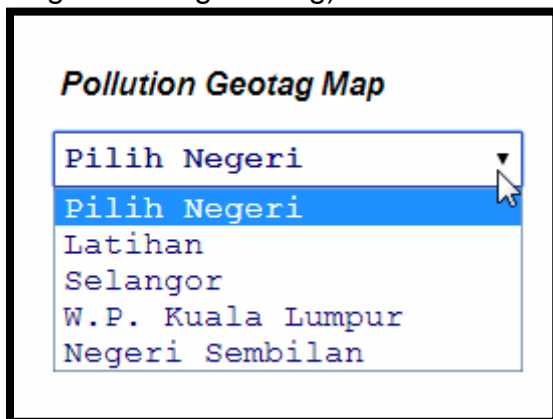 Pollution Geotag Map
Pilih Negeri
Pilih Negeri
Latihan
Selangor
W.P. Kuala Lumpur
Negeri Sembilan